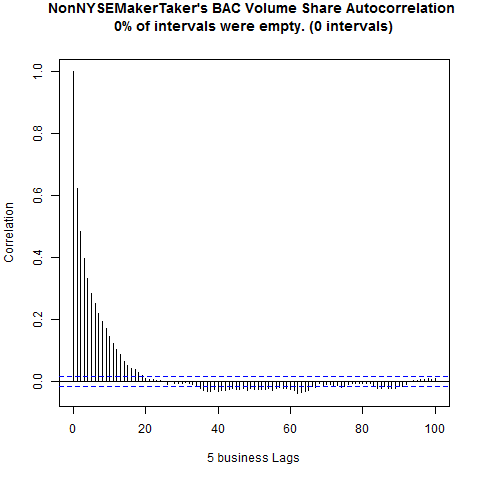 NonNYSEMakerTaker's BAC Volume Share Autocorrelation
0% of intervals were empty. (0 intervals)
1.0
0.8
0.6
0.4
0.2
0.0
Correlation
0 20 40 60 80 100
5 business Lags